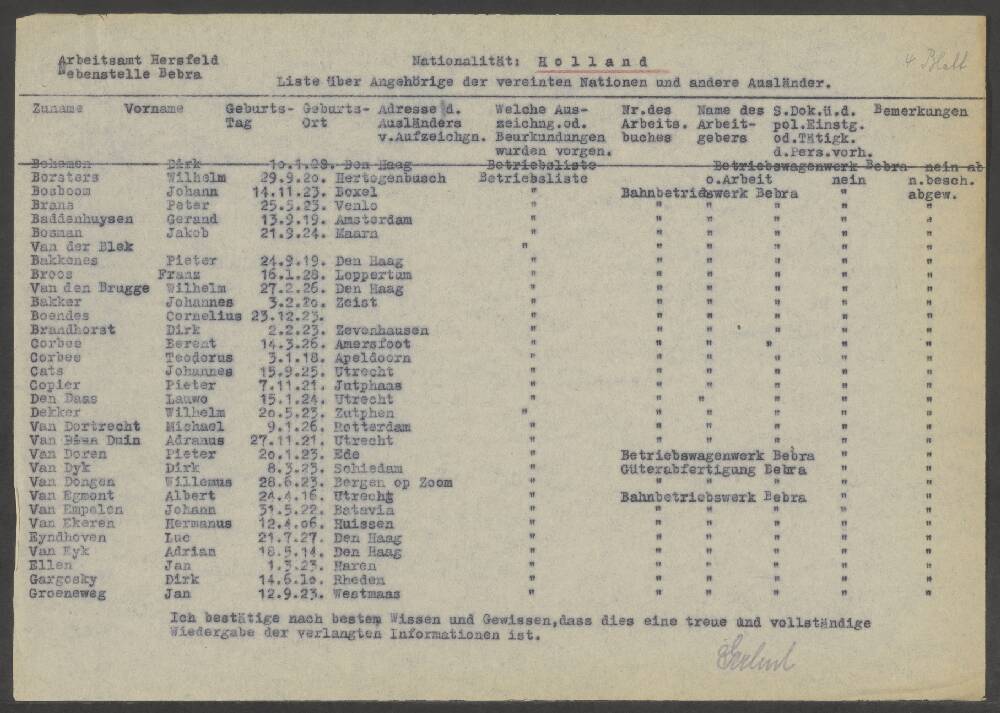 Arbeitsamt Hersfeld Nationalität: Holland 4 Blatt
Nebenstelle Bebra
Liste über Angehörige der vereinten Nationen und andere Ausländer.
Zuname Vorname Geburts- Geburts- Adresse d. Welche Aus- Nr.des Name des S.Dok.ü.d. Bemerkungen
Tag Ort Ausländers zeichng.od. Arbeits. Arbeit- pol.Einstg.
v.Aufzeichgn. Beurkundungen buches gebers od.Tätigk.
wurden vorgen. d.Pers.vorh.
Dirk 10.1.28. Den Haag Betriebsliste Betriebswagenwerk Bebra nein ab
Borsters Wilhelm 29.9.20. Hertogenbusch Betriebsliste o.Arbeit nein n.besch.
Bosboom Johann 14.11.23. Boxel " Bahnbetriebswerk Bebra " abgew.
Brans Peter 25.5.23. Venlo " " " " " "
Baddenhuysen Gerand 13.9.19. Amsterdam " " " " " "
Bosman Jakob 21.9.24. Maarn " " " " " "
Van der Blek " " " " " "
Bakkenes Pieter 24.9.19. Den Haag " " " " " "
Broos Franz 16.1.28. Loppertum " " " " " "
Van den Brugge Wilhelm 27.2.26. Den Haag " " " " " "
Bakker Johannes 3.2.20. Zeist " " " " " "
Boendes Cornelius 23.12.23. " " " " " "
Brandhorst Dirk 2.2.23. Zevenhausen " " " " " "
Corbee Berent 14.3.26. Amersfoot " " " " " "
Corbee Teodorus 3.1.18. Apeldoorn " " " " " "
Cats Johannes 15.9.25. Utrecht " " " " " "
Copier Pieter 7.11.21. Jutphaas " " " " " "
Den Daas Lauwo 15.1.24. Utrecht " " " " " "
Dekker Wilhelm 20.5.23. Zutphen " " " " " "
Van Dortrecht Michael 9.1.26. Rotterdam " " " " " "
Van Duin Adranus 27.11.21. Utrecht " " " " " "
Van Doren Pieter 20.1.23. Ede " Betriebswagenwerk Bebra " "
Van Dyk Dirk 8.3.23. Schiedam " Güterabfertigung Bebra " "
Van Dongen Willemus 28.6.23. Bergen op Zoom " " " " " "
Van Egmont Albert 24.4.16. Utrecht " Bahnbetriebswerk Bebra " "
Van Empelen Johann 31.5.22. Batavia " " " " " "
Van Ekeren Hermanus 12.4.06. Huissen " " " " " "
Eyndhoven Luc 21.7.27. Den Haag " " " " " "
Van Eyk Adrian 18.5.14. Den Haag " " " " " "
Ellen Jan 1.3.23. Haren " " " " " "
Gargosky Dirk 14.6.10. Rheden " " " " " "
Groeneweg Jan 12.9.23. Westmaas " " " " " "
Ich bestätige nach bestem Wissen und Gewissen,dass dies eine treue und vollständige
Wiedergabe der verlangten Informationen ist.